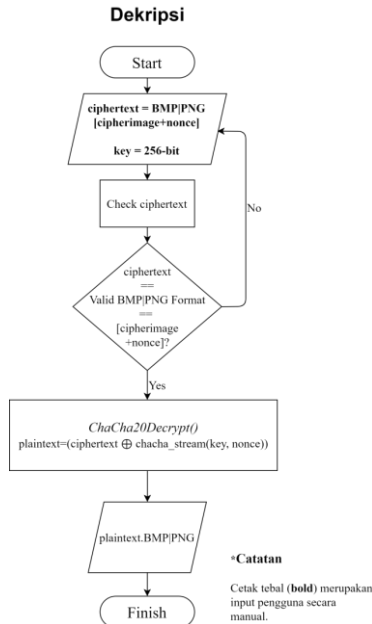 Dekripsi
Start
ciphertext = BMP|PNG
[cipherimage+nonce]
key = 256-bit
Check ciphertext
No
ciphertext
==
Valid BMP|PNG Format
==
[cipherimage
+nonce]?
Yes
ChaCha20Decrypt()
plaintext=(ciphertext ⊕ chacha_stream(key, nonce))
plaintext.BMP|PNG
*Catatan
Cetak tebal (bold) merupakan
input pengguna secara
manual.
Finish